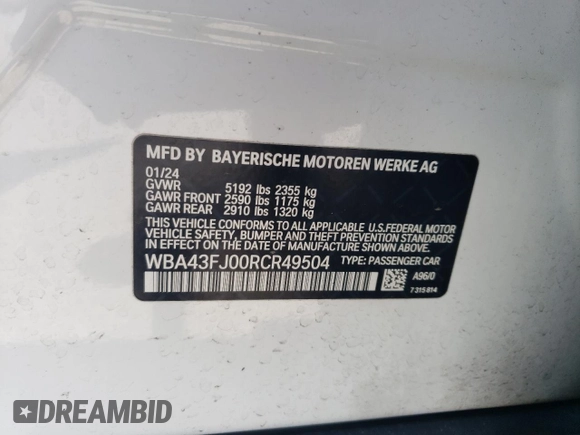 MFD BY BAYERISCHE MOTOREN WERKE AG
01/24
GVWR 5192 lbs 2355 kg
GAWR FRONT 2590 lbs 1175 kg
GAWR REAR 2910 lbs 1320 kg
THIS VEHICLE CONFORMS TO ALL APPLICABLE U.S.FEDERAL MOTOR
VEHICLE SAFETY, BUMPER AND THEFT PREVENTION STANDARDS
IN EFFECT ON THE DATE OF MANUFACTURE SHOWN ABOVE.
WBA43FJ00RCR49504 TYPE: PASSENGER CAR
A96/0
7 315 814
DREAMBID